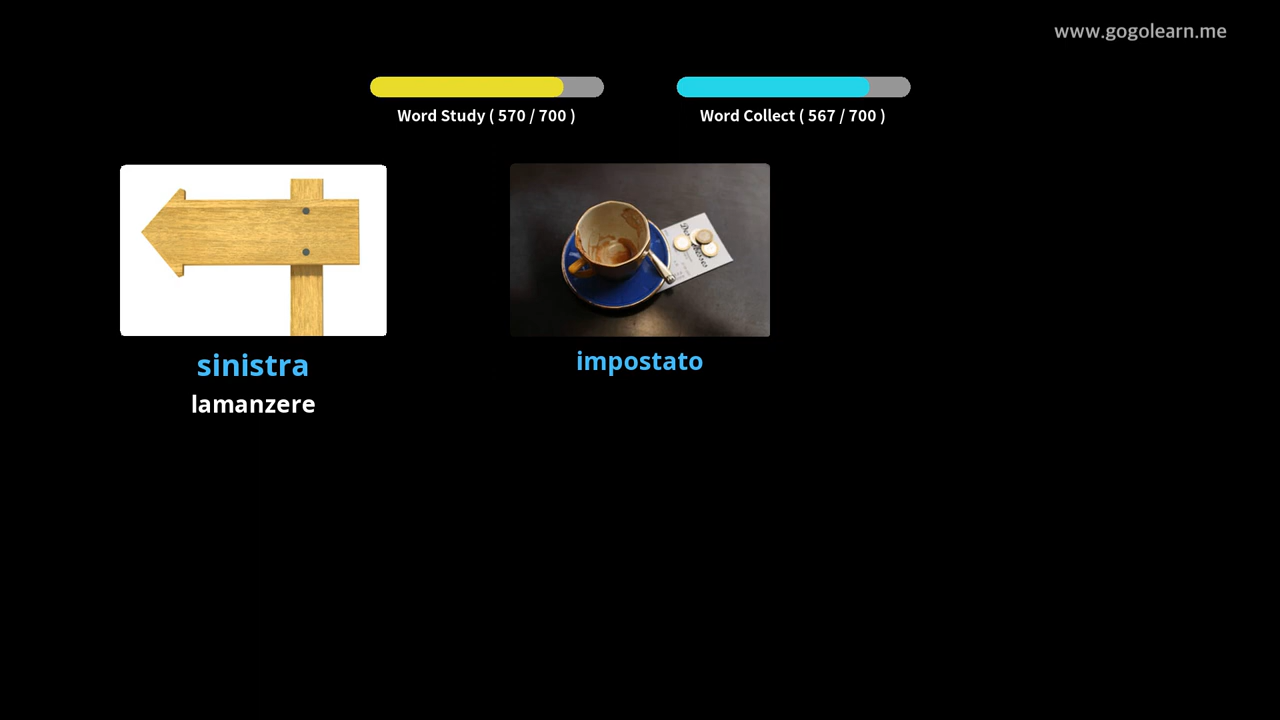 www.gogolearn.me
Word Study ( 570 / 700 )
Word Collect ( 567 / 700 )
sinistra
lamanzere
impostato